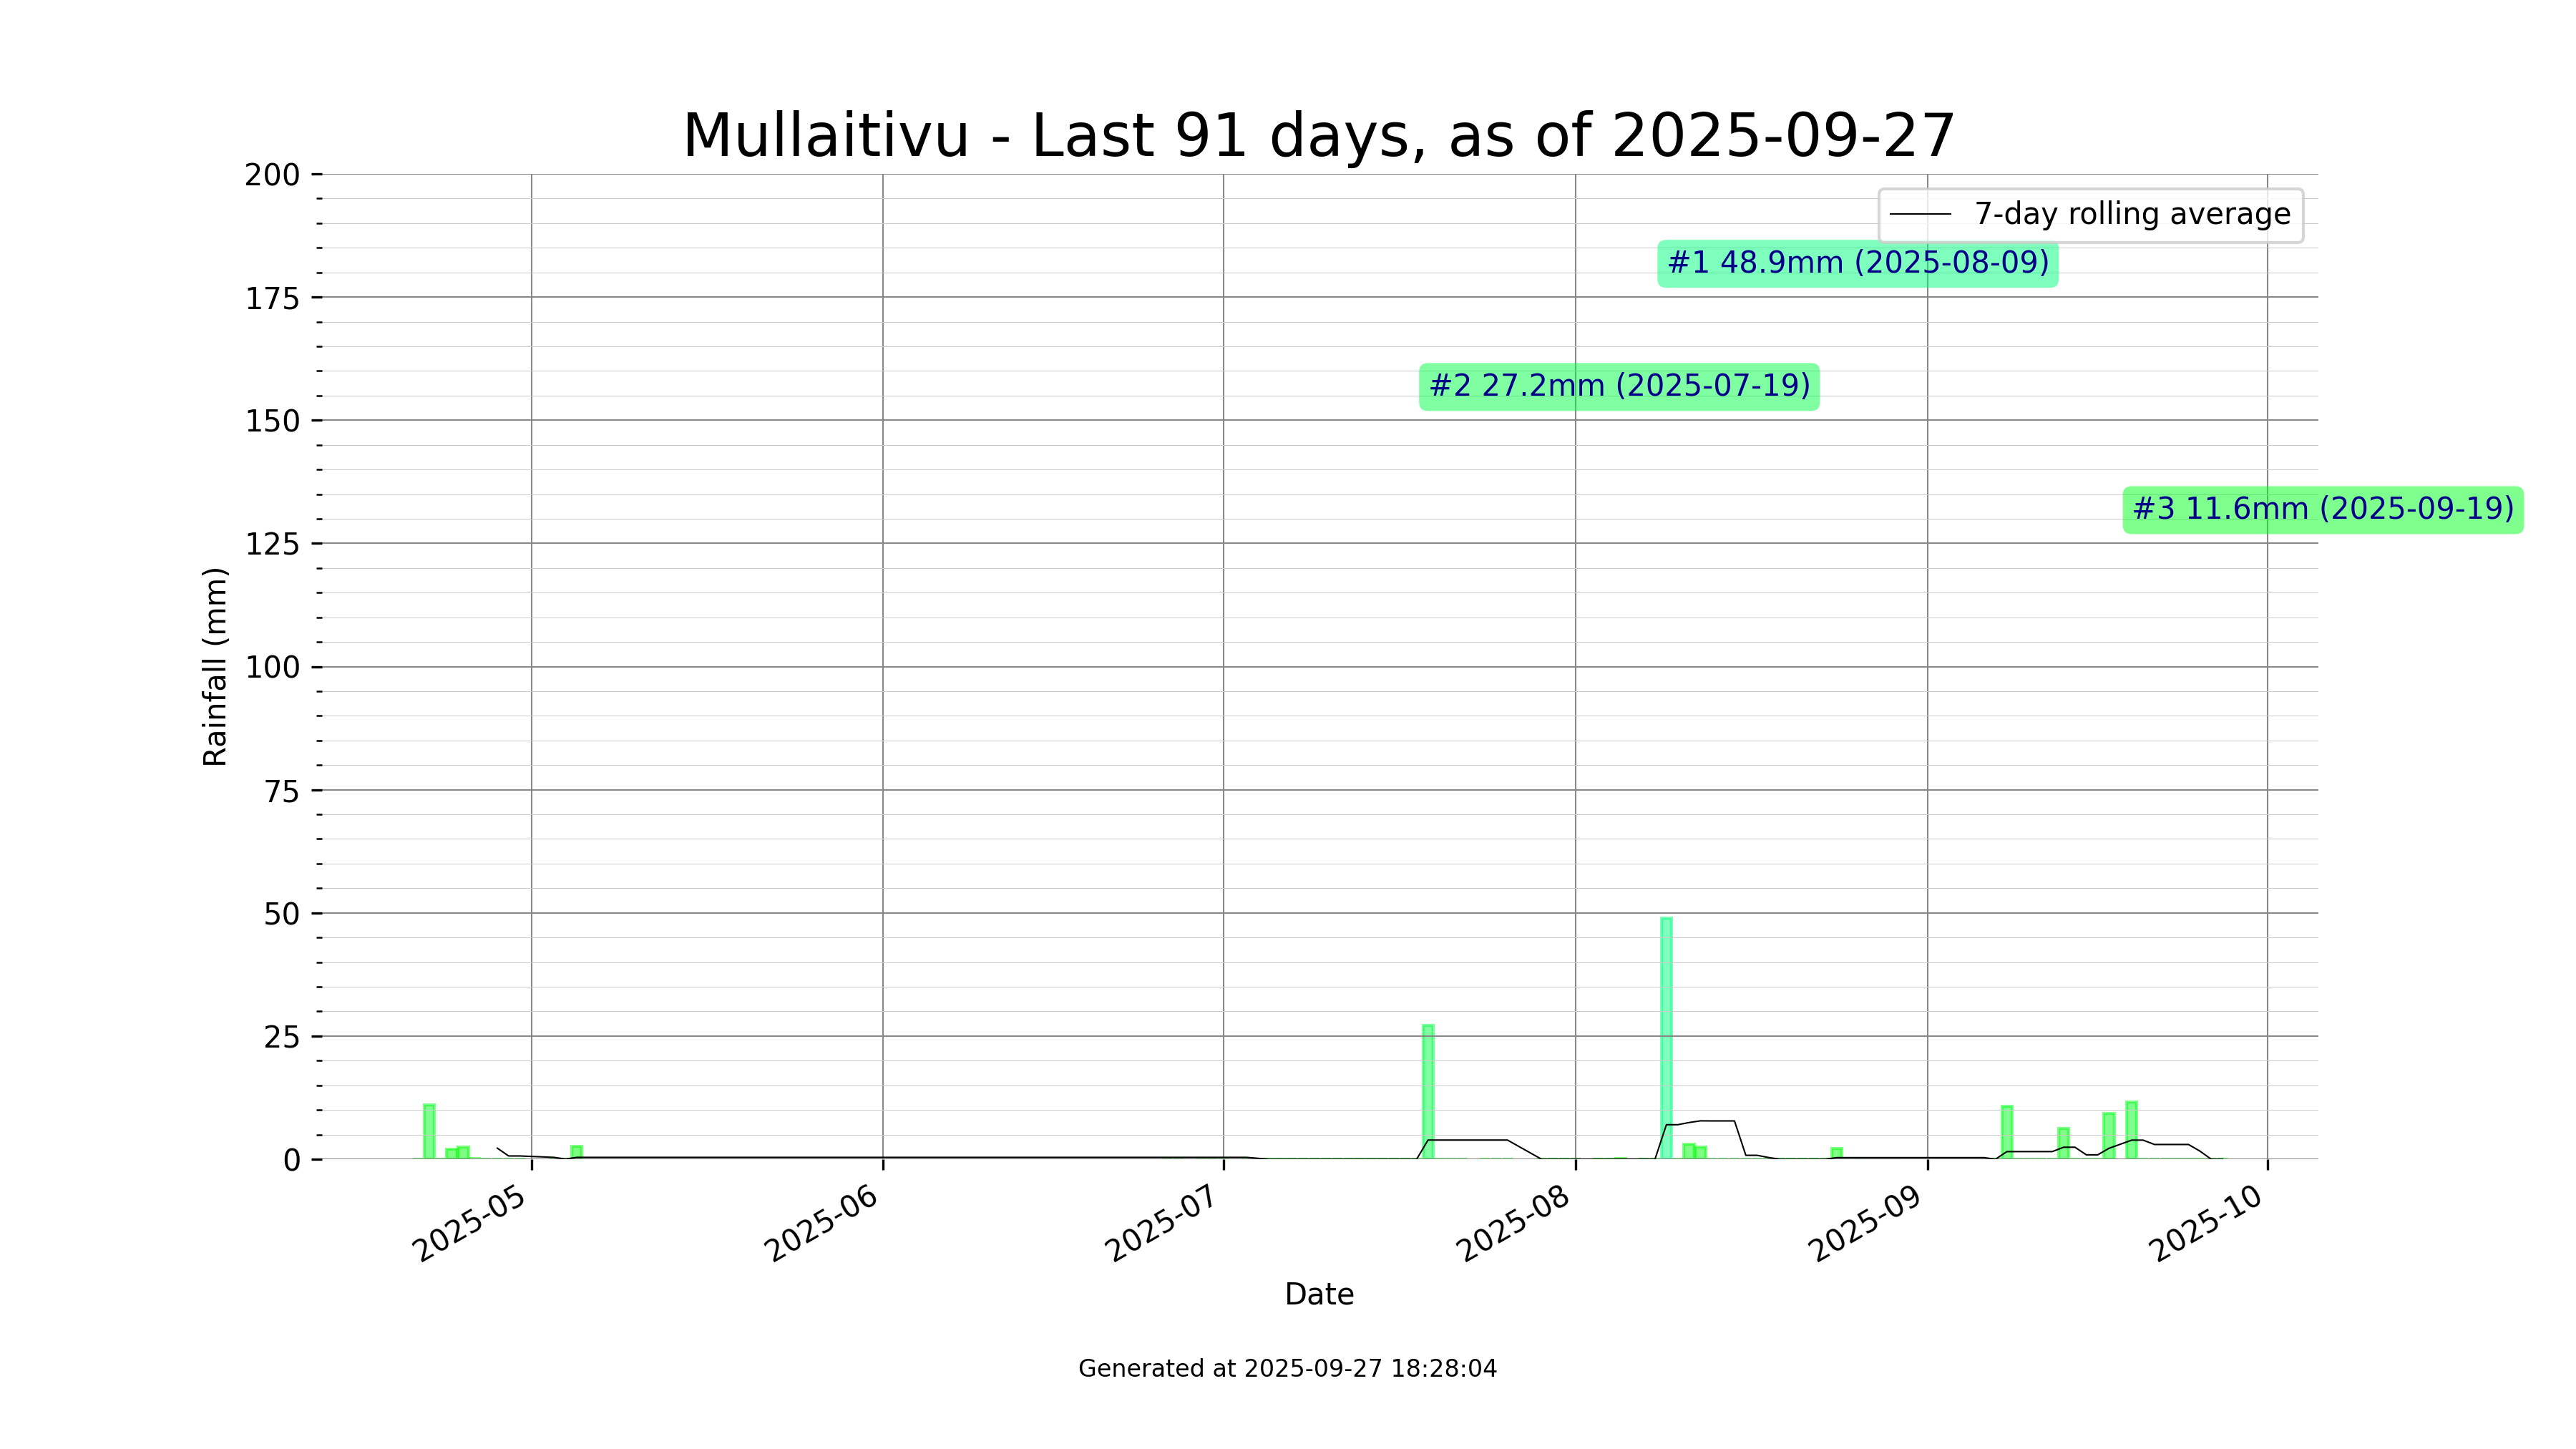 Mullaitivu - Last 91 days, as of 2025-09-27
200
175
150
125
100
75
50
25
0
Rainfall (mm)
7-day rolling average
#1 48.9mm (2025-08-09)
#2 27.2mm (2025-07-19)
#3 11.6mm (2025-09-19)
2025-05
2025-06
2025-07
2025-08
2025-09
2025-10
Date
Generated at 2025-09-27 18:28:04